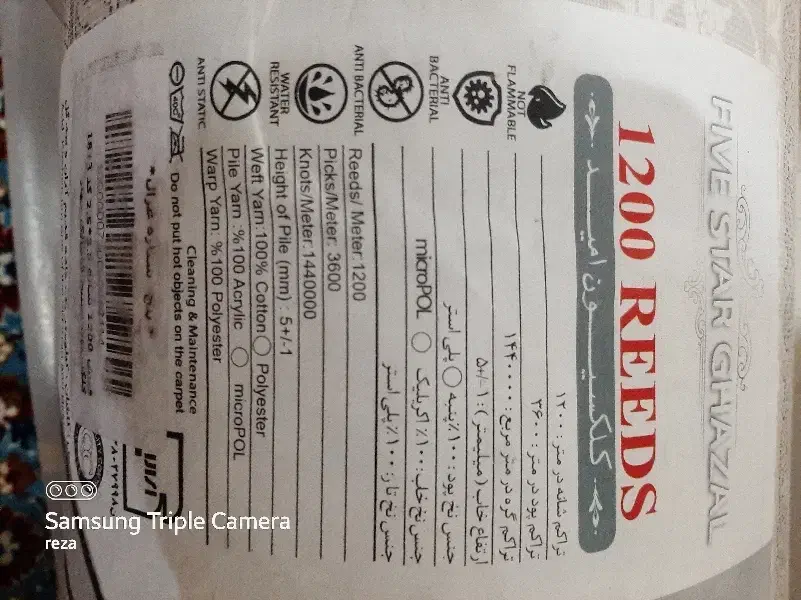 FIVE STAR GHAZAL
1200 REEDS
کلکسیون امید
تراکم شانه در متر: ۱۲۰۰
تراکم پود در متر: ۳۶۰۰
تراکم گره در متر مربع: ۱۴۴۰۰۰۰
ارتفاع خاب (میلیمتر): ۵+/-۱
جنس نخ پود: ۱۰۰٪ پنبه پلی استر
جنس نخ خاب: ۱۰۰٪ اکریلیک microPOL
جنس نخ تار: ۱۰۰٪ پلی استر
NOT
FLAMMABLE
ANTI
BACTERIAL
ANTI BACTERIAL
WATER
RESISTANT
ANTI STATIC
Reeds/ Meter:1200
Picks/Meter: 3600
Knots/Meter:1440000
Height of Pile (mm) : 5+/-1
Weft Yarn:100% Cotton Polyester
Pile Yarn :%100 Acrylic microPOL
Warp Yarn: %100 Polyester
Cleaning & Maintenance
Do not put hot objects on the carpet
40C
پنج ستاره غزال
1200
Samsung Triple Camera
reza